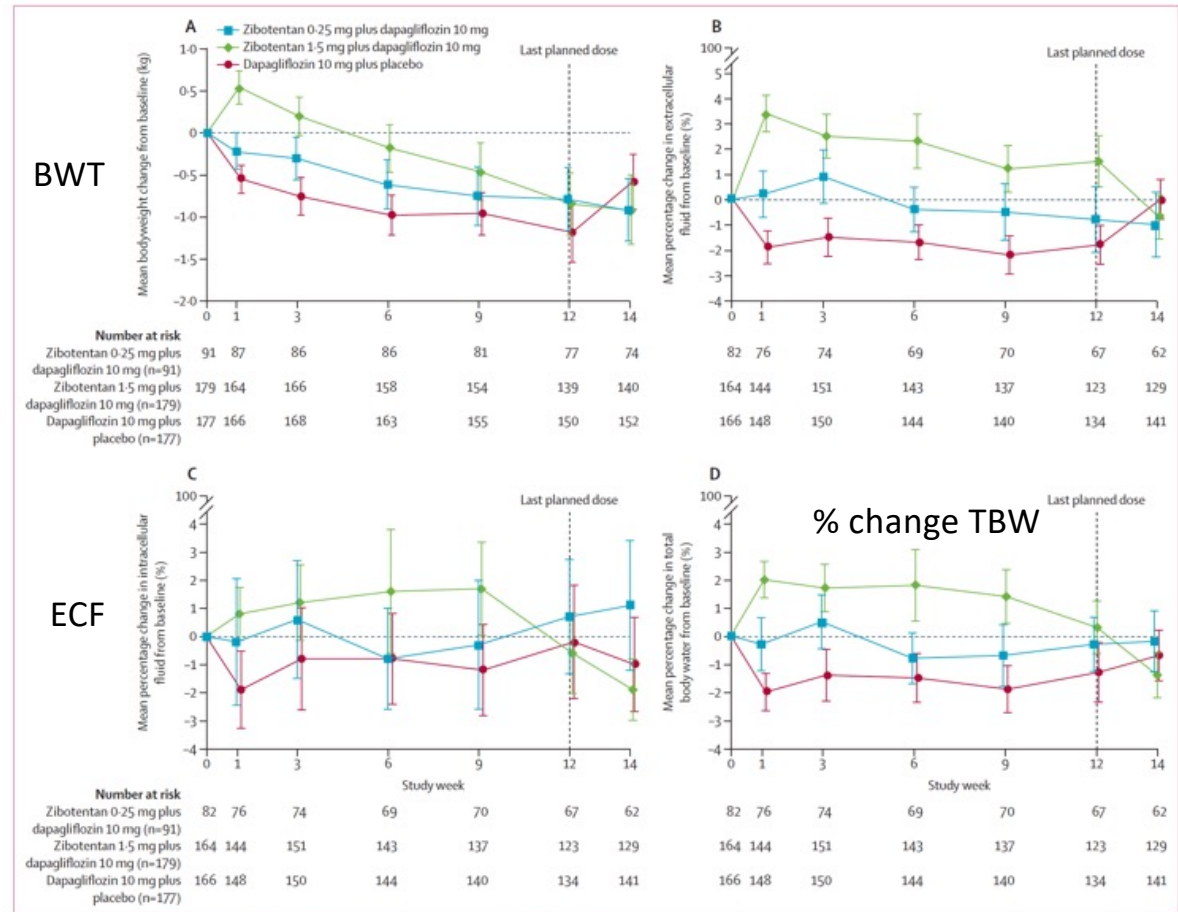 A
Zibotentan 0·25 mg plus dapagliflozin 10 mg
Zibotentan 1·5 mg plus dapagliflozin 10 mg
Dapagliflozin 10 mg plus placebo
Last planned dose
BWT
Mean bodyweight change from baseline (kg)
1·0
0·5
0
−0·5
−1·0
−1·5
−2·0
0 1 3 6 9 12 14
B
Last planned dose
Mean percentage change in extracellular
fluid from baseline (%)
100
5
4
3
2
1
0
−1
−2
−3
−4
0 1 3 6 9 12 14
Number at risk
Zibotentan 0·25 mg plus
dapagliflozin 10 mg (n=91)
91 87 86 86 81 77 74
82 76 74 69 70 67 62
Zibotentan 1·5 mg plus
dapagliflozin 10 mg (n=179)
179 164 166 158 154 139 140
164 144 151 143 137 123 129
Dapagliflozin 10 mg plus
placebo (n=177)
177 166 168 163 155 150 152
166 148 150 144 140 134 141
C
Last planned dose
ECF
Mean percentage change in intracellular
fluid from baseline (%)
100
4
3
2
1
0
−1
−2
−3
−4
0 1 3 6 9 12 14
Study week
D
Last planned dose
% change TBW
Mean percentage change in total
body water from baseline (%)
100
4
3
2
1
0
−1
−2
−3
−4
0 1 3 6 9 12 14
Study week
Number at risk
Zibotentan 0·25 mg plus
dapagliflozin 10 mg (n=91)
82 76 74 69 70 67 62
82 76 74 69 70 67 62
Zibotentan 1·5 mg plus
dapagliflozin 10 mg (n=179)
164 144 151 143 137 123 129
164 144 151 143 137 123 129
Dapagliflozin 10 mg plus
placebo (n=177)
166 148 150 144 140 134 141
166 148 150 144 140 134 141